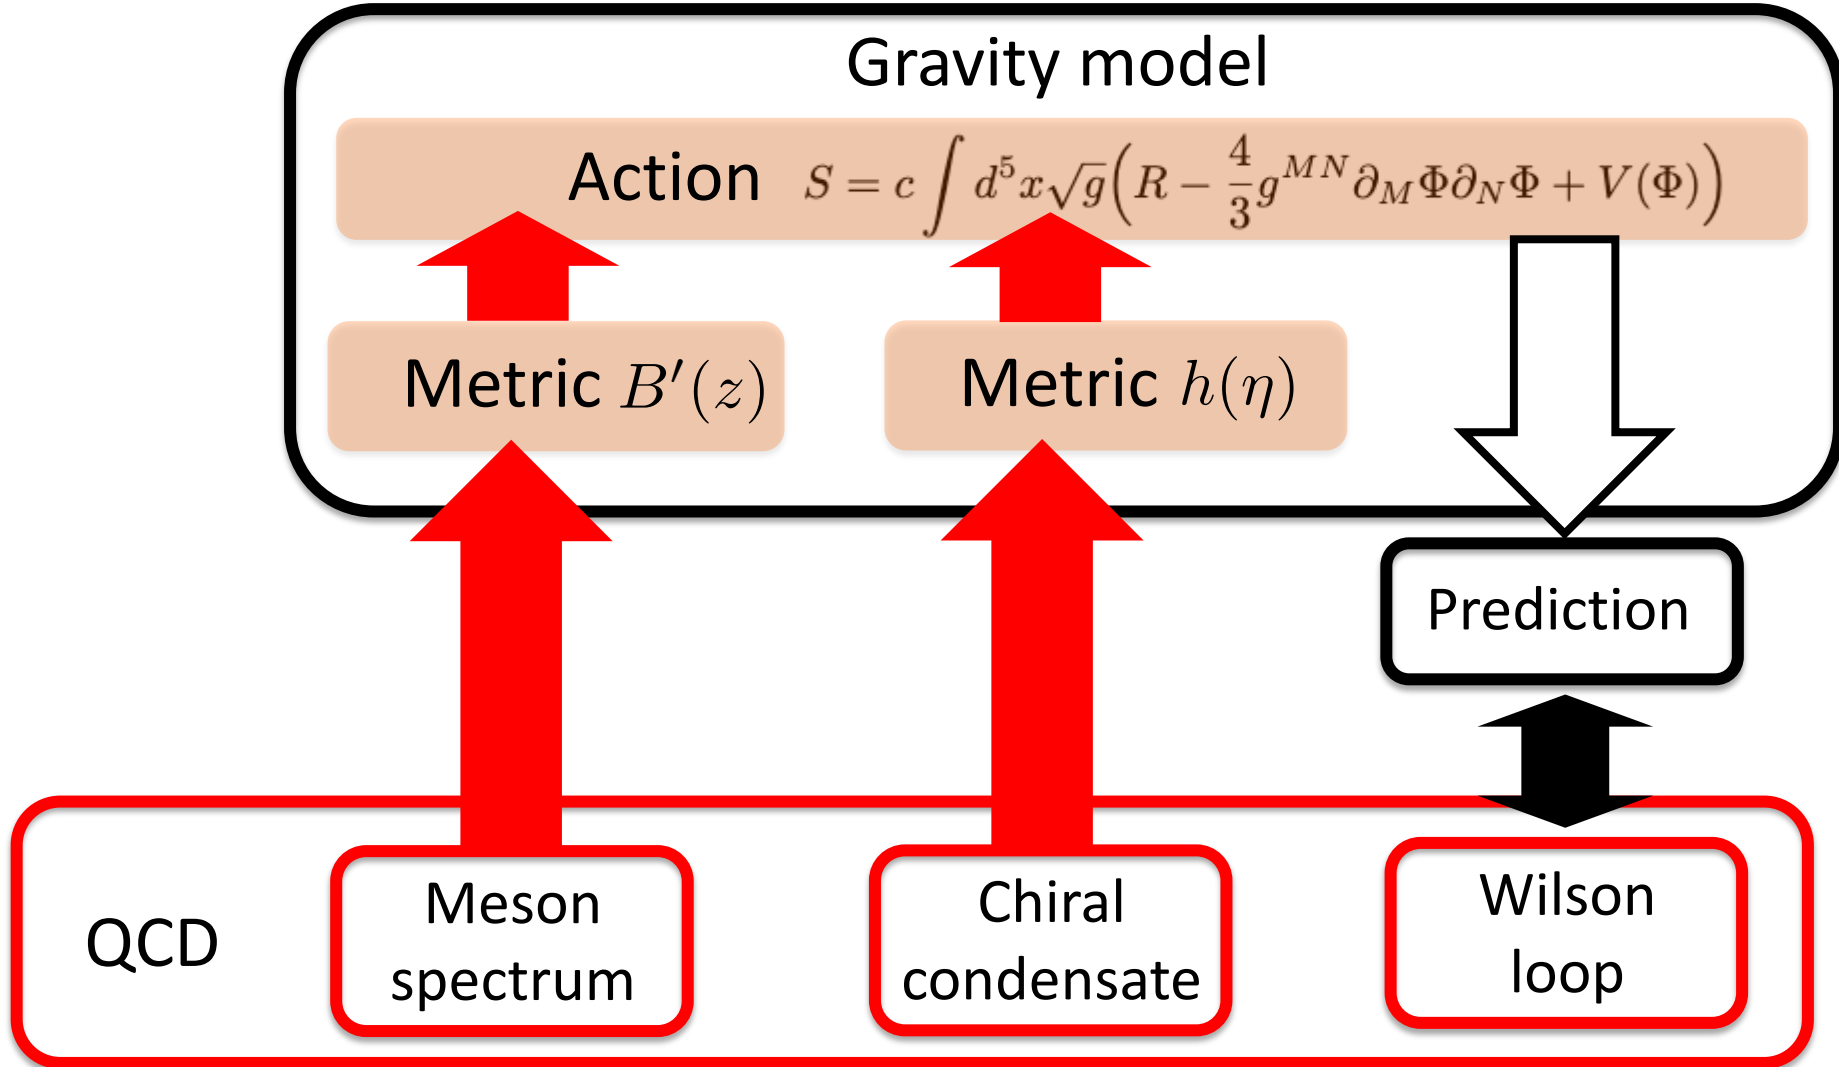 Gravity model
Action $S = c \int d^5x \sqrt{g} \Big( R - \frac{4}{3} g^{MN} \partial_M \Phi \partial_N \Phi + V(\Phi) \Big)$
Metric $B'(z)$
Metric $h(\eta)$
Prediction
QCD
Meson
spectrum
Chiral
condensate
Wilson
loop